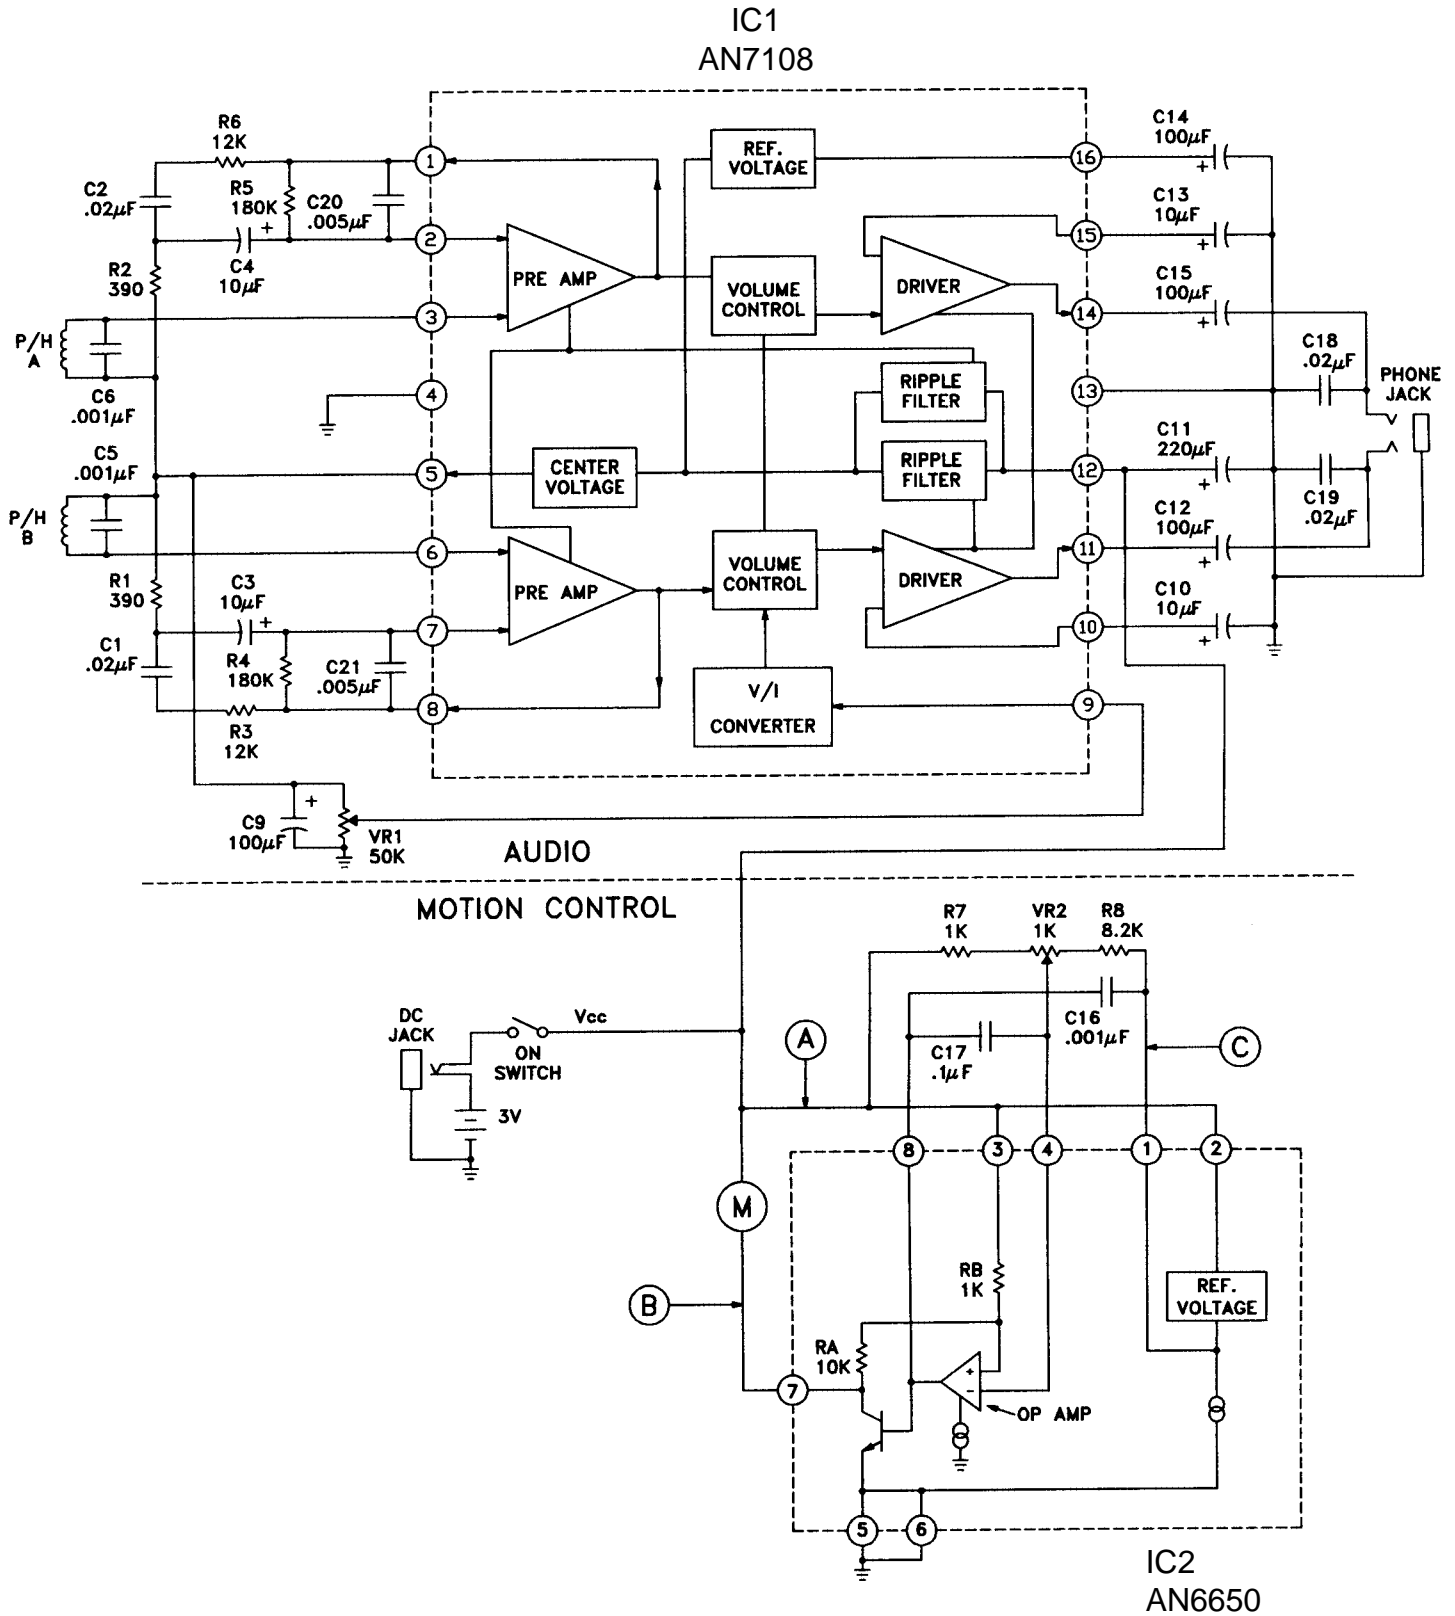 IC1
AN7108
R6
12K
C2
.02μF
R5
180K
C20
.005μF
+
C4
10μF
R2
390
P/H
A
C6
.001μF
C5
.001μF
P/H
B
R1
390
C3
10μF
+
C1
.02μF
R4
180K
C21
.005μF
R3
12K
1
2
3
4
5
6
7
8
REF.
VOLTAGE
PRE AMP
VOLUME
CONTROL
DRIVER
RIPPLE
FILTER
CENTER
VOLTAGE
RIPPLE
FILTER
PRE AMP
VOLUME
CONTROL
DRIVER
V/I
CONVERTER
16
15
14
13
12
11
10
9
C14
100μF
+
C13
10μF
+
C15
100μF
+
C18
.02μF
PHONE
JACK
C11
220μF
+
C19
.02μF
C12
100μF
+
C10
10μF
+
C9
100μF
+
VR1
50K
AUDIO
MOTION CONTROL
R7
1K
VR2
1K
R8
8.2K
DC
JACK
Vcc
ON
SWITCH
3V
A
C17
.1μF
C16
.001μF
C
8
3
4
1
2
M
B
RB
1K
REF.
VOLTAGE
RA
10K
+
-
OP AMP
7
5
6
IC2
AN6650